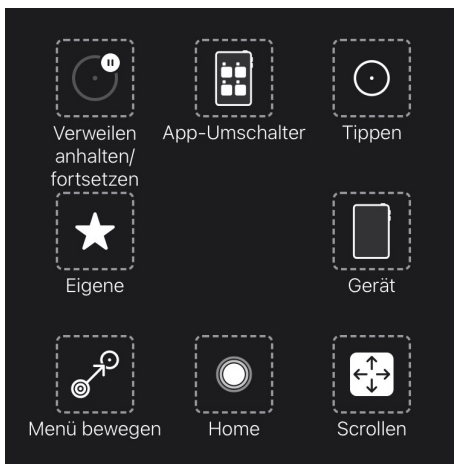 Verweilen
anhalten/
fortsetzen
App-Umschalter
Tippen
Eigene
Gerät
Menü bewegen
Home
Scrollen